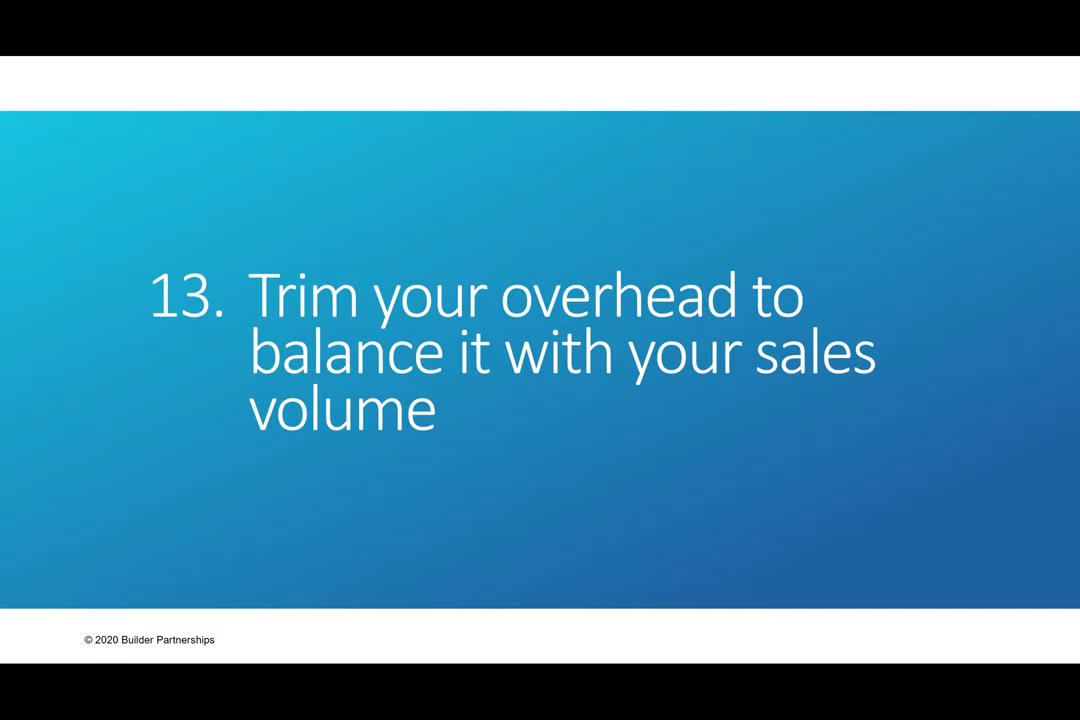 13. Trim your overhead to
balance it with your sales
volume
© 2020 Builder Partnerships